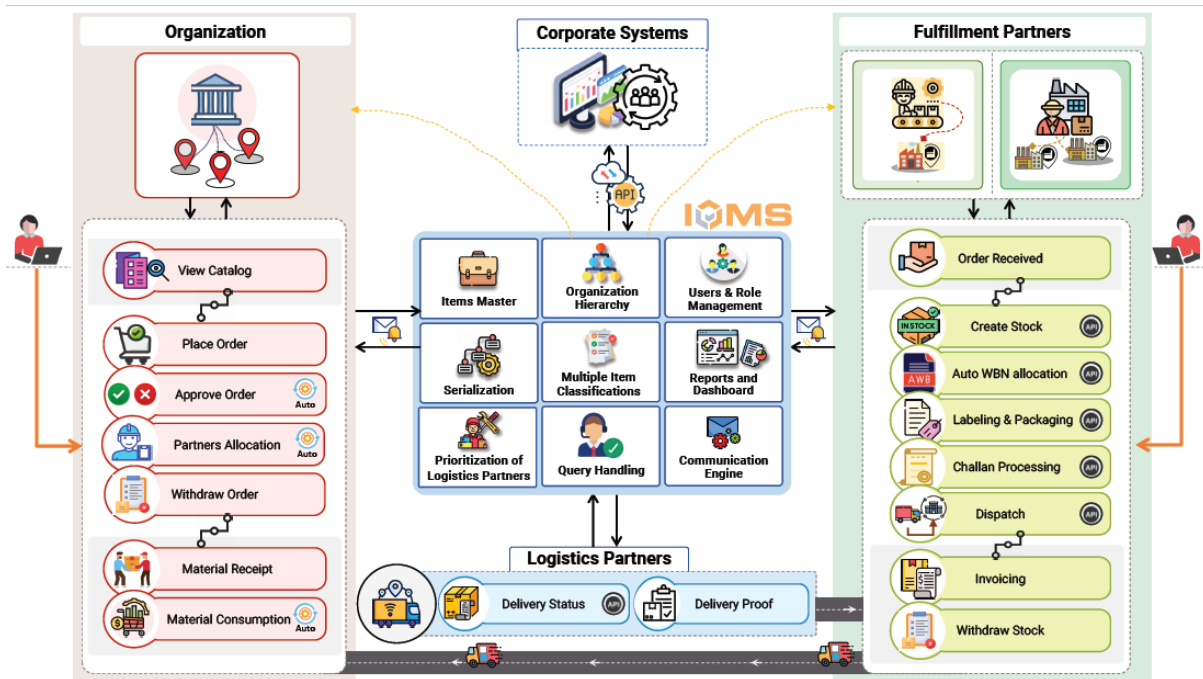 Organization
Corporate Systems
Fulfillment Partners
API
IOMS
View Catalog
Place Order
Approve Order
Auto
Partners Allocation
Auto
Withdraw Order
Material Receipt
Material Consumption
Auto
Items Master
Organization
Hierarchy
Users & Role
Management
Serialization
Multiple Item
Classifications
Reports and
Dashboard
Prioritization of
Logistics Partners
Query Handling
Communication
Engine
Logistics Partners
Delivery Status
API
Delivery Proof
Order Received
IN STOCK
Create Stock
API
AWB
Auto WBN allocation
API
Labeling & Packaging
API
Challan Processing
API
Dispatch
API
Invoicing
Withdraw Stock